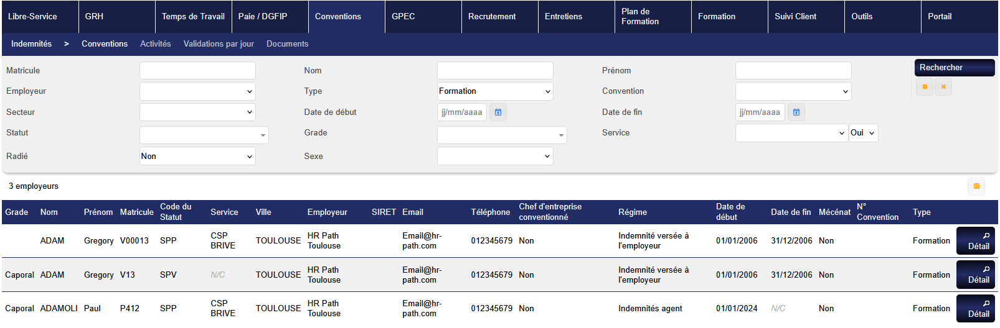 Libre-Service GRH Temps de Travail Paie / DGFIP Conventions GPEC Recrutement Entretiens Plan de Formation Formation Suivi Client Outils Portail
Indemnités > Conventions Activités Validations par jour Documents
Matricule Nom Prénom Rechercher
Employeur Type Formation Convention
Secteur Date de début jj/mm/aaaa Date de fin jj/mm/aaaa
Statut Grade Service Oui
Radié Non Sexe
3 employeurs
Grade Nom Prénom Matricule Code du Statut Service Ville Employeur SIRET Email Téléphone Chef d'entreprise conventionné Régime Date de début Date de fin Mécénat N° Convention Type
ADAM Gregory V00013 SPP CSP BRIVE TOULOUSE HR Path Toulouse Email@hr-path.com 012345679 Non Indemnité versée à l'employeur 01/01/2006 31/12/2006 Non Formation Détail
Caporal ADAM Gregory V13 SPV N/C TOULOUSE HR Path Toulouse Email@hr-path.com 012345679 Non Indemnité versée à l'employeur 01/01/2006 31/12/2006 Non Formation Détail
Caporal ADAMOLI Paul P412 SPP CSP BRIVE TOULOUSE HR Path Toulouse Email@hr-path.com 012345679 Non Indemnités agent 01/01/2024 N/C Non Formation Détail